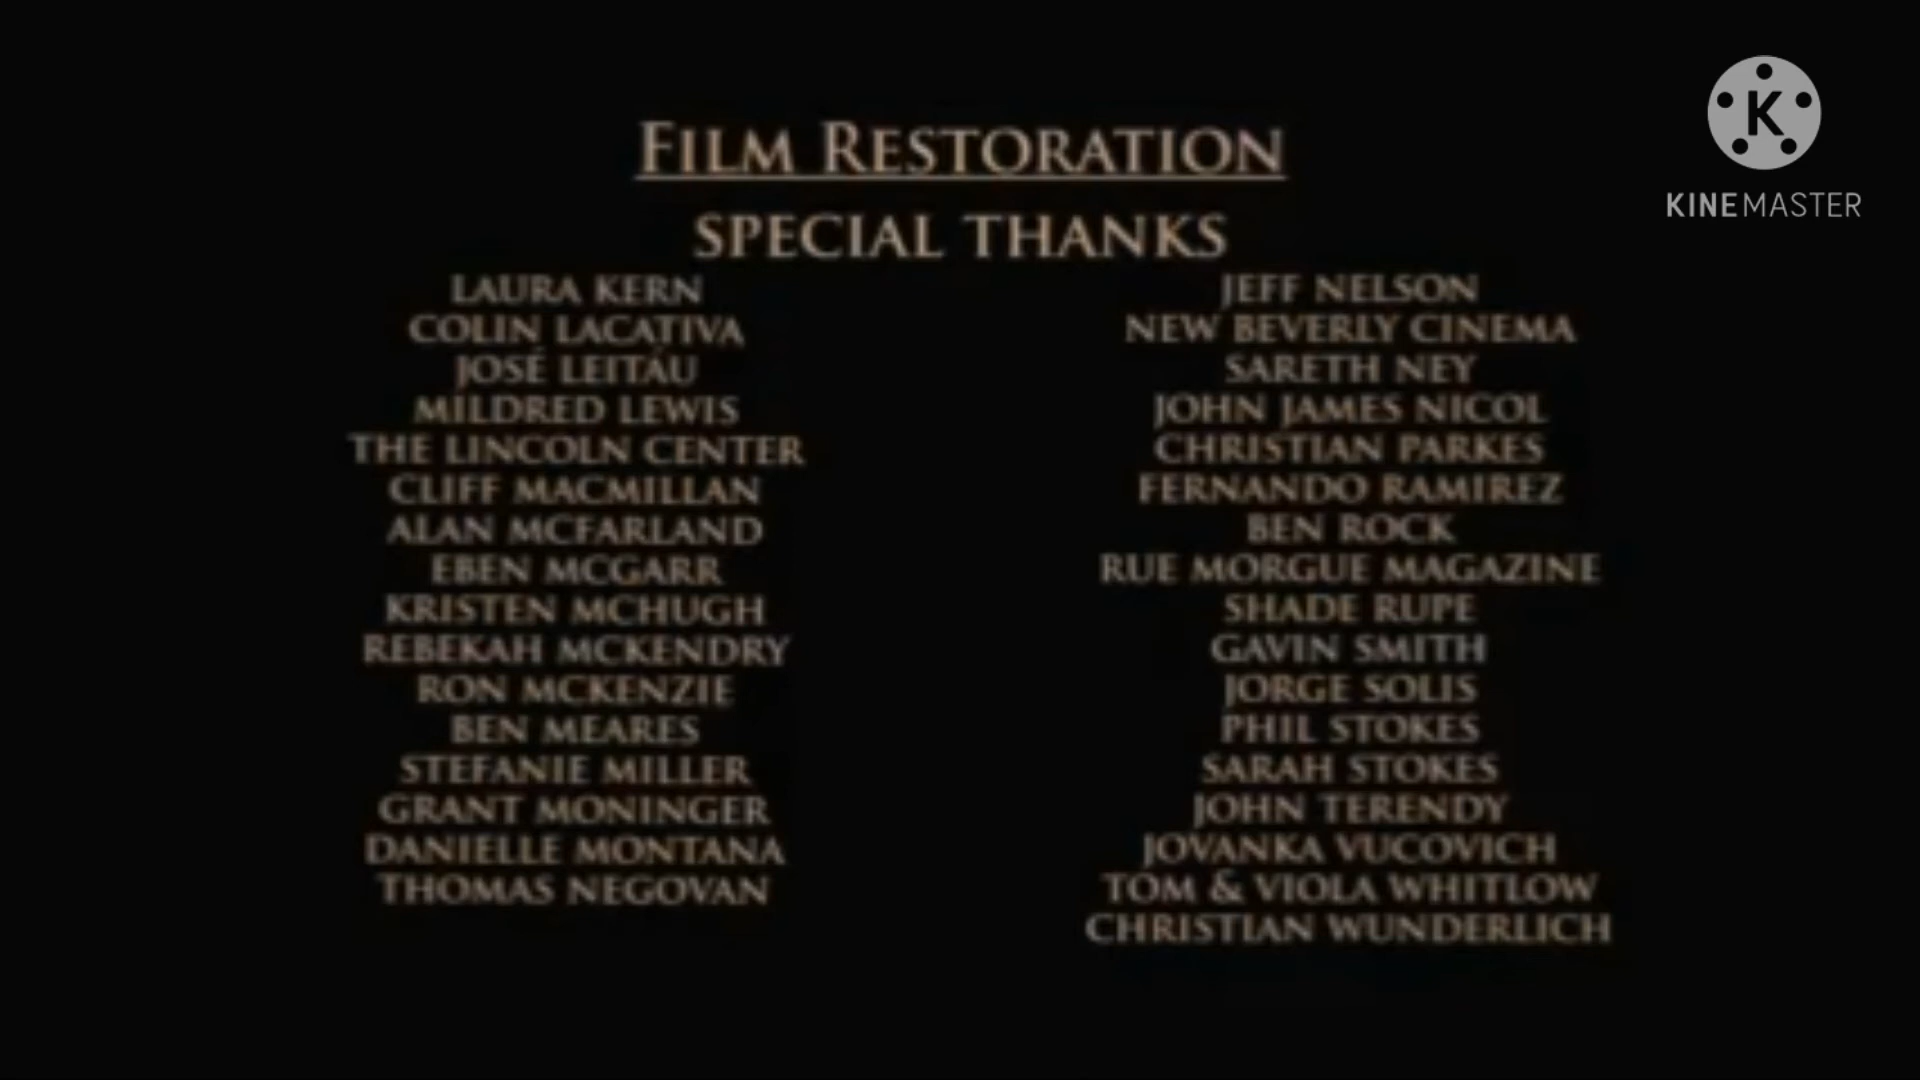 FILM RESTORATION
SPECIAL THANKS
LAURA KERN
COLIN LACATIVA
JOSÉ LEITÁU
MILDRED LEWIS
THE LINCOLN CENTER
CLIFF MACMILLAN
ALAN MCFARLAND
EBEN MCGARR
KRISTEN MCHUGH
REBEKAH MCKENDRY
RON MCKENZIE
BEN MEARES
STEFANIE MILLER
GRANT MONINGER
DANIELLE MONTANA
THOMAS NEGOVAN
JEFF NELSON
NEW BEVERLY CINEMA
SARETH NEY
JOHN JAMES NICOL
CHRISTIAN PARKES
FERNANDO RAMIREZ
BEN ROCK
RUE MORGUE MAGAZINE
SHADE RUPE
GAVIN SMITH
JORGE SOLIS
PHIL STOKES
SARAH STOKES
JOHN TERENDY
JOVANKA VUCOVICH
TOM & VIOLA WHITLOW
CHRISTIAN WUNDERLICH
K
KINEMASTER